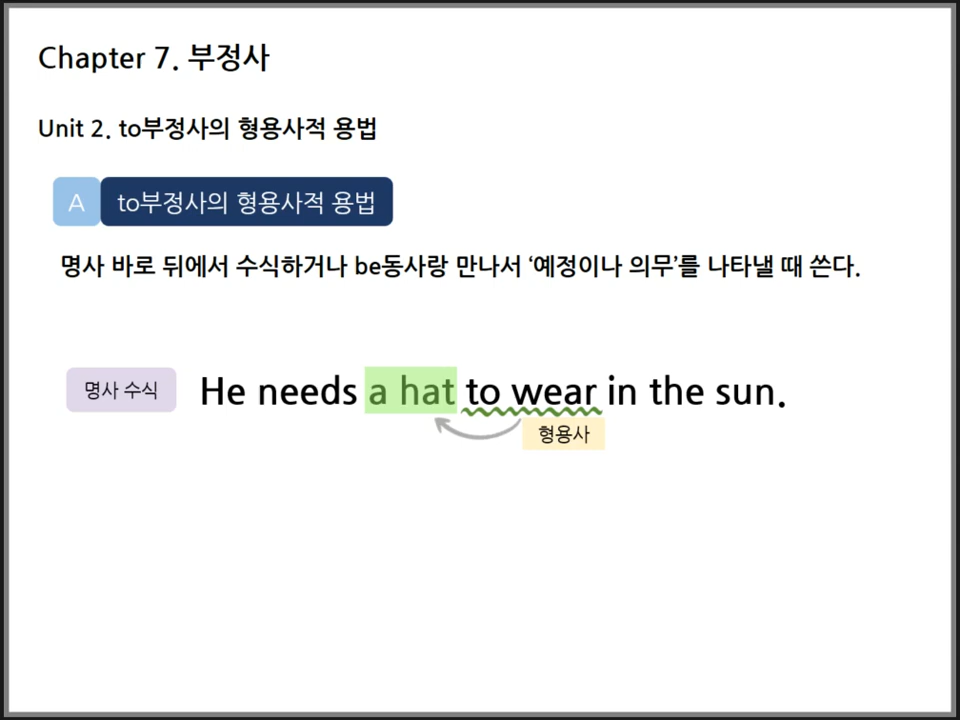 Chapter 7. 부정사
Unit 2. to부정사의 형용사적 용법
A to부정사의 형용사적 용법
명사 바로 뒤에서 수식하거나 be동사랑 만나서 ‘예정이나 의무’를 나타낼 때 쓴다.
명사 수식 He needs a hat to wear in the sun.
형용사